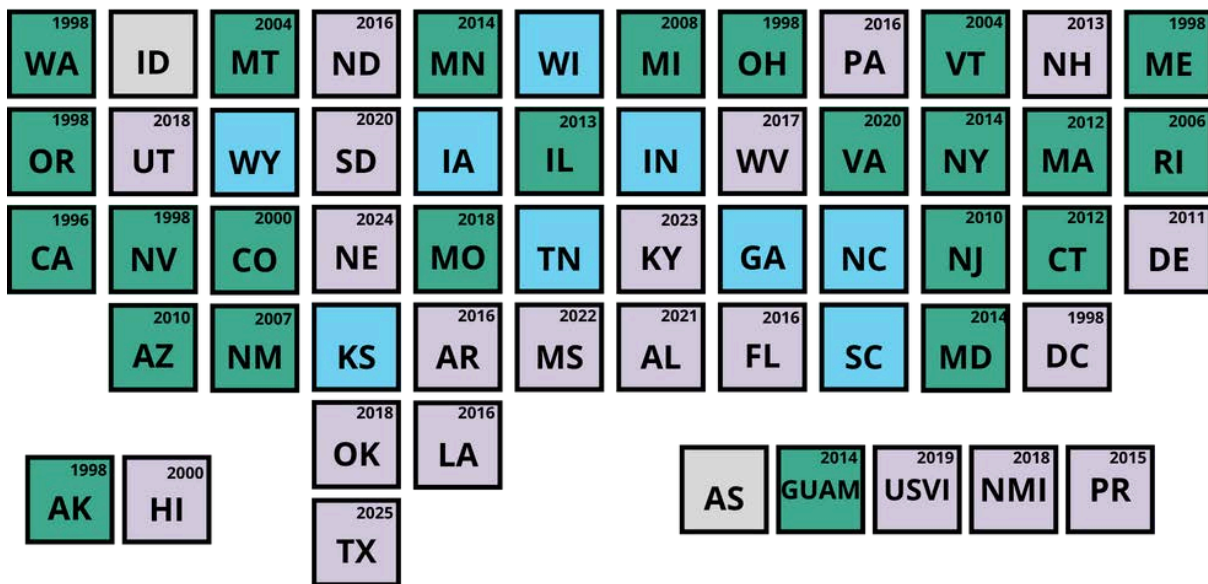 1998 2004 2016 2014 2008 1998 2016 2004 2013 1998
WA ID MT ND MN WI MI OH PA VT NH ME
1998 2018 2020 2013 2017 2020 2014 2012 2006
OR UT WY SD IA IL IN WV VA NY MA RI
1996 1998 2000 2024 2018 2023 2010 2012 2011
CA NV CO NE MO TN KY GA NC NJ CT DE
2010 2007 2016 2022 2021 2016 2014 1998
AZ NM KS AR MS AL FL SC MD DC
2018 2016
OK LA
1998 2000 2014 2019 2018 2015
AK HI AS GUAM USVI NMI PR
2025
TX